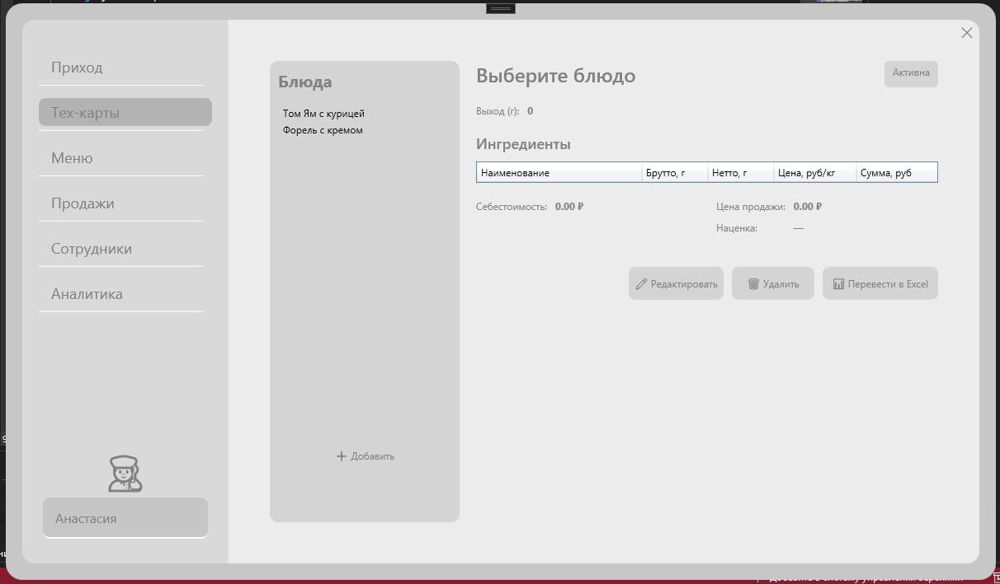 Приход
Тех-карты
Меню
Продажи
Сотрудники
Аналитика
Анастасия
Блюда
Том Ям с курицей
Форель с кремом
Добавить
Выберите блюдо
Активна
Выход (г): 0
Ингредиенты
Наименование Брутто, г Нетто, г Цена, руб/кг Сумма, руб
Себестоимость: 0.00 ₽ Цена продажи: 0.00 ₽
Наценка: —
Редактировать Удалить Перевести в Excel